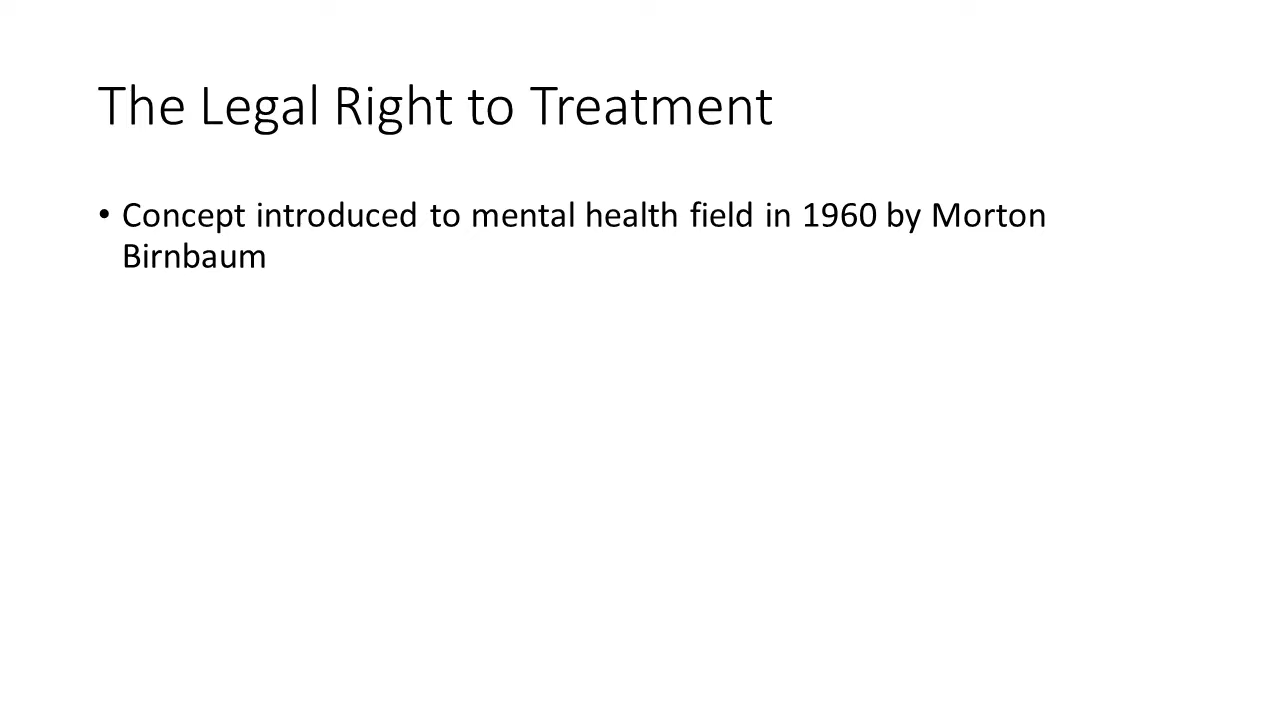 The Legal Right to Treatment
• Concept introduced to mental health field in 1960 by Morton
Birnbaum